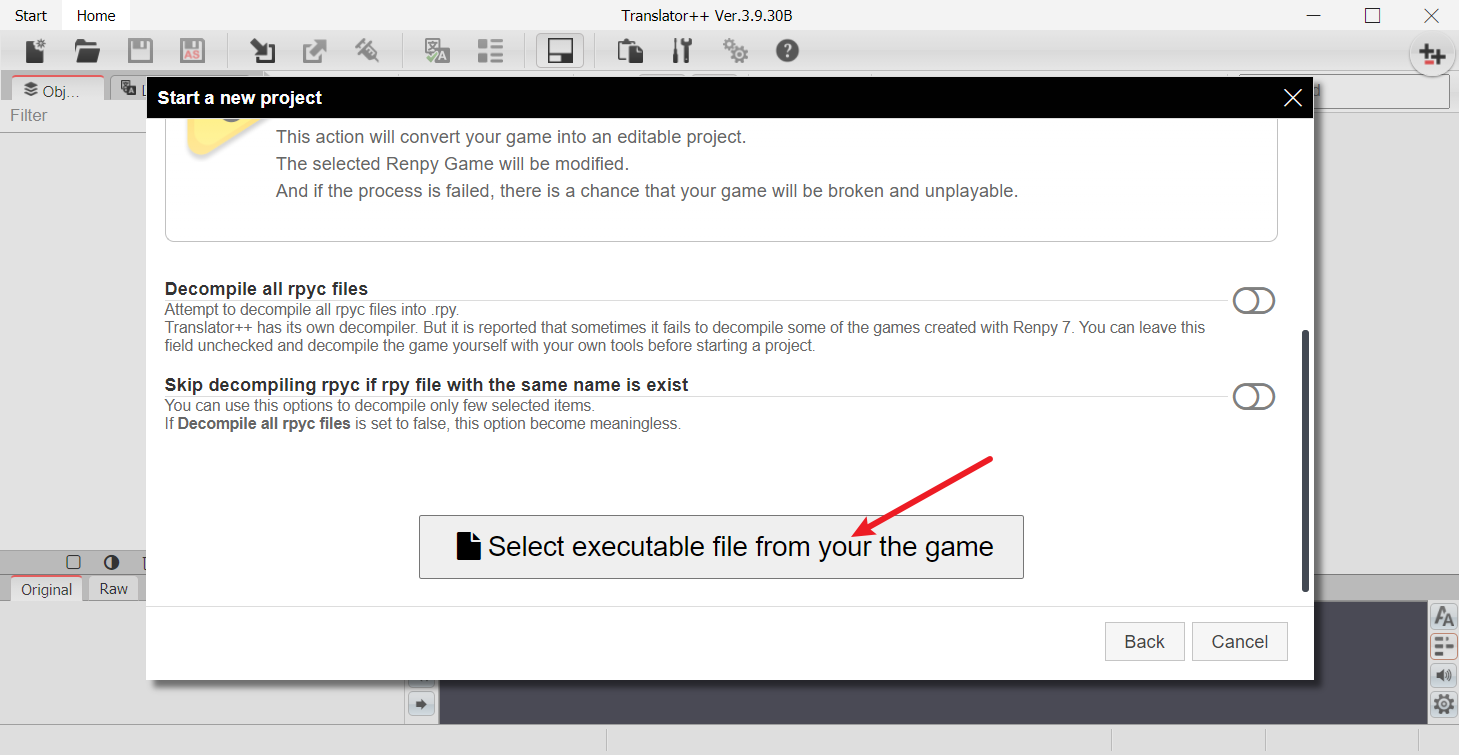 Start Home Translator++ Ver.3.9.30B
AS
Obj...
Filter
Start a new project
This action will convert your game into an editable project.
The selected Renpy Game will be modified.
And if the process is failed, there is a chance that your game will be broken and unplayable.
Decompile all rpyc files
Attempt to decompile all rpyc files into .rpy.
Translator++ has its own decompiler. But it is reported that sometimes it fails to decompile some of the games created with Renpy 7. You can leave this
field unchecked and decompile the game yourself with your own tools before starting a project.
Skip decompiling rpyc if rpy file with the same name is exist
You can use this options to decompile only few selected items.
If Decompile all rpyc files is set to false, this option become meaningless.
Select executable file from your the game
Original Raw
Back Cancel